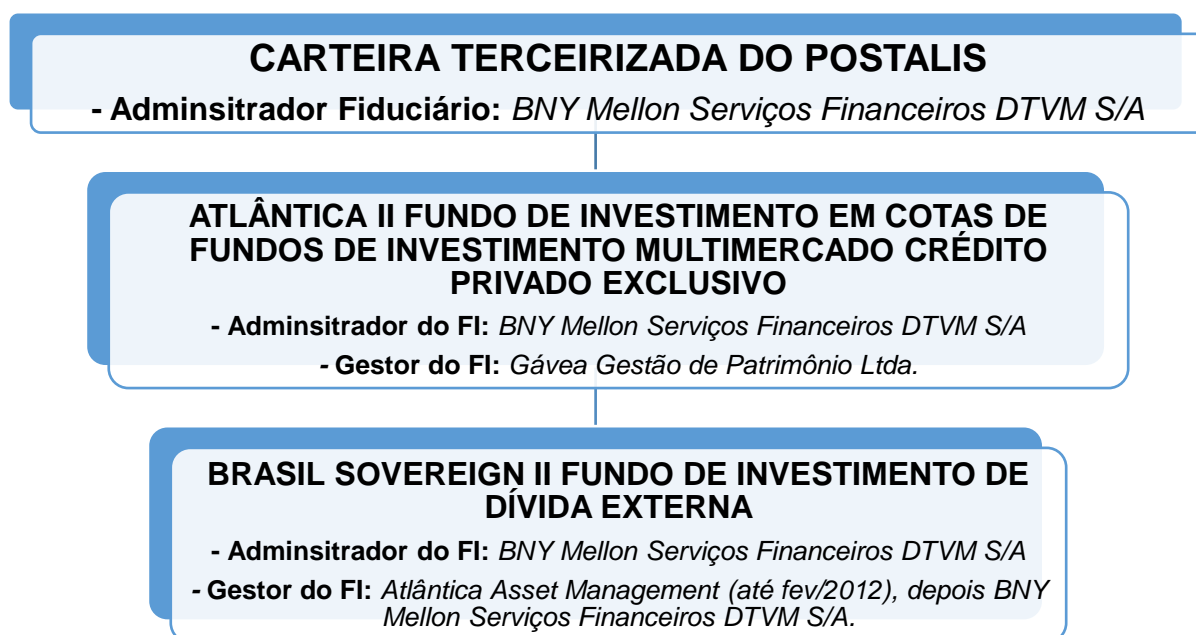 CARTEIRA TERCEIRIZADA DO POSTALIS
- Adminsitrador Fiduciário: BNY Mellon Serviços Financeiros DTVM S/A
ATLÂNTICA II FUNDO DE INVESTIMENTO EM COTAS DE
FUNDOS DE INVESTIMENTO MULTIMERCADO CRÉDITO
PRIVADO EXCLUSIVO
- Adminsitrador do FI: BNY Mellon Serviços Financeiros DTVM S/A
- Gestor do FI: Gávea Gestão de Patrimônio Ltda.
BRASIL SOVEREIGN II FUNDO DE INVESTIMENTO DE
DÍVIDA EXTERNA
- Adminsitrador do FI: BNY Mellon Serviços Financeiros DTVM S/A
- Gestor do FI: Atlântica Asset Management (até fev/2012), depois BNY
Mellon Serviços Financeiros DTVM S/A.